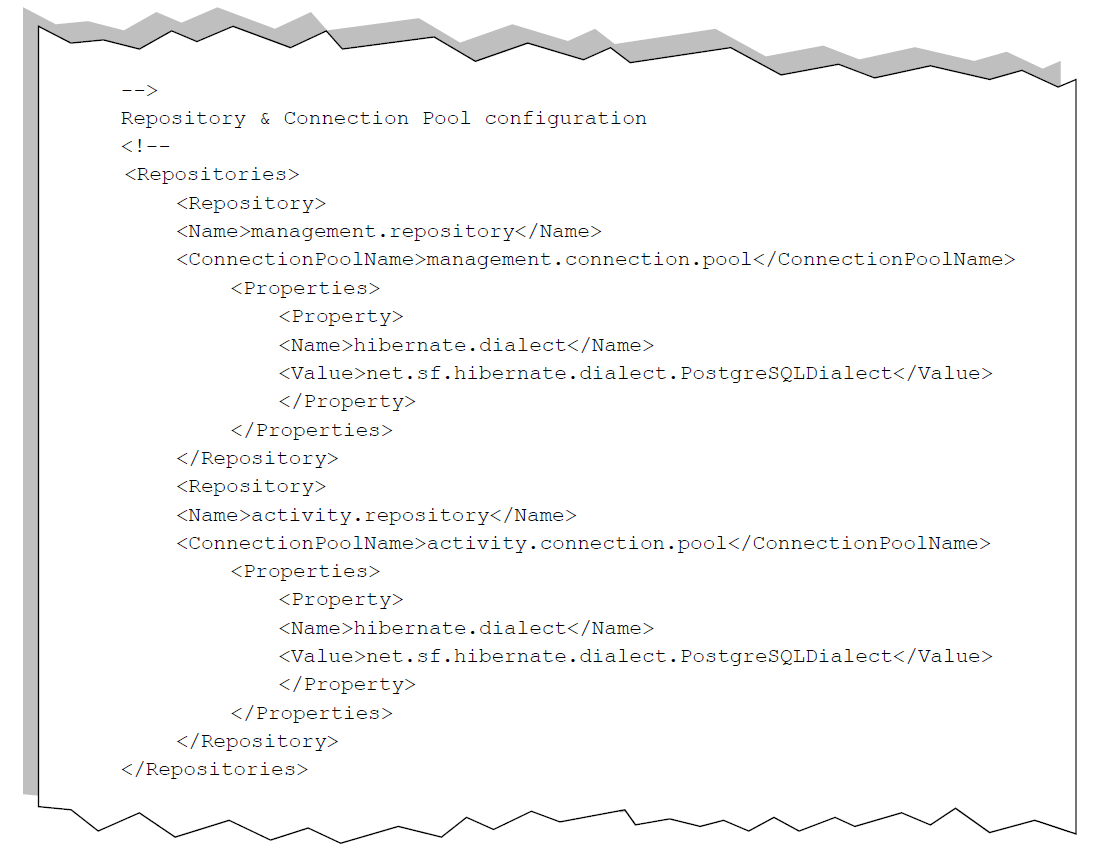 -->
Repository & Connection Pool configuration
<!--
<Repositories>
<Repository>
<Name>management.repository</Name>
<ConnectionPoolName>management.connection.pool</ConnectionPoolName>
<Properties>
<Property>
<Name>hibernate.dialect</Name>
<Value>net.sf.hibernate.dialect.PostgreSQLDialect</Value>
</Property>
</Properties>
</Repository>
<Repository>
<Name>activity.repository</Name>
<ConnectionPoolName>activity.connection.pool</ConnectionPoolName>
<Properties>
<Property>
<Name>hibernate.dialect</Name>
<Value>net.sf.hibernate.dialect.PostgreSQLDialect</Value>
</Property>
</Properties>
</Repository>
</Repositories>